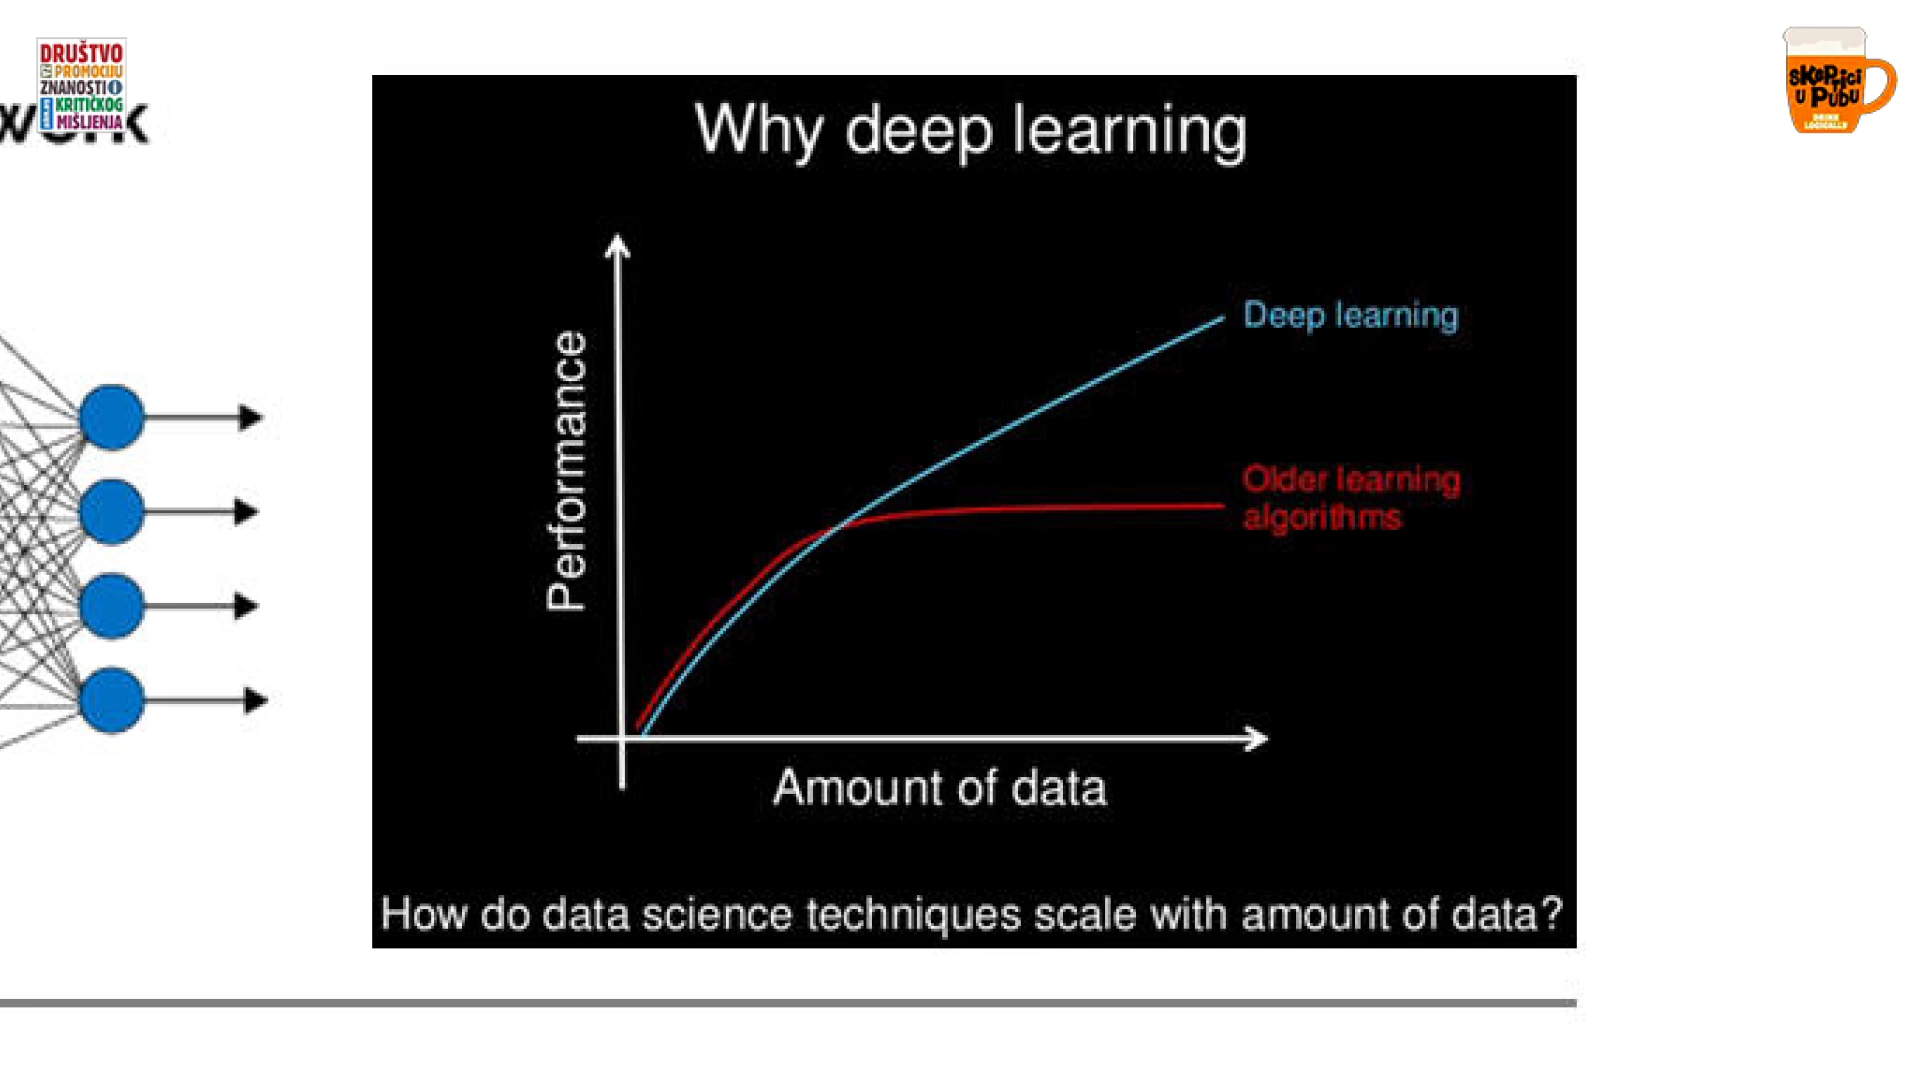 DRUŠTVO
ZA PROMOCIJU
ZNANOSTI I
KRITIČKOG
MIŠLJENJA
SKEPTICI
U PUBU
DRINK
LOGICALLY
Why deep learning
Performance
Deep learning
Older learning
algorithms
Amount of data
How do data science techniques scale with amount of data?